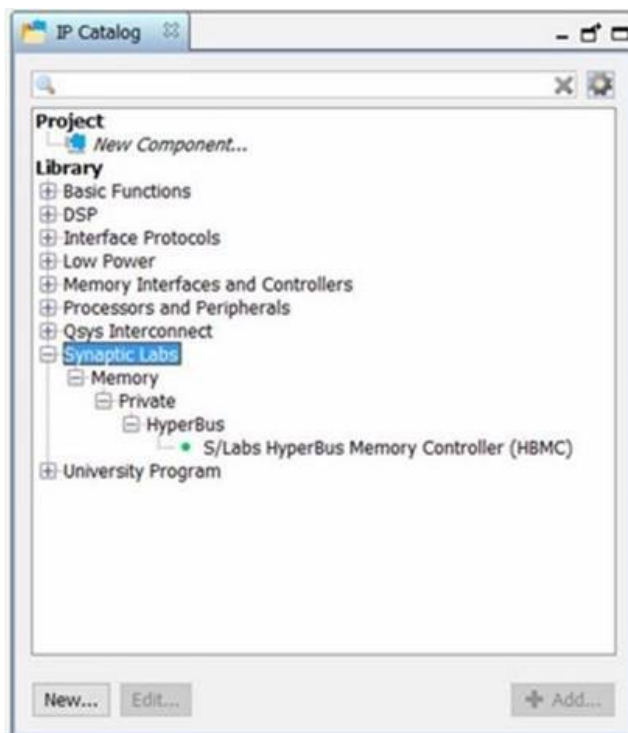 IP Catalog
Project
New Component...
Library
Basic Functions
DSP
Interface Protocols
Low Power
Memory Interfaces and Controllers
Processors and Peripherals
Qsys Interconnect
Synaptic Labs
Memory
Private
HyperBus
S/Labs HyperBus Memory Controller (HBMC)
University Program
New... Edit... Add...